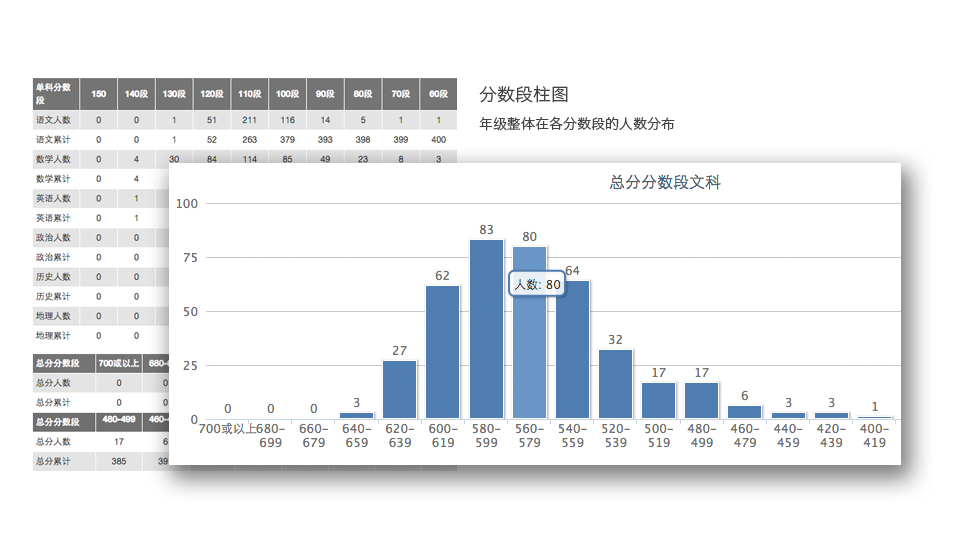 单科分数段 150 140段 130段 120段 110段 100段 90段 80段 70段 60段
语文人数 0 0 1 51 211 116 14 5 1 1
语文累计 0 0 1 52 263 379 393 398 399 400
数学人数 0 4 30 84 114 85 49 23 8 3
数学累计 0 4
英语人数 0 1
英语累计 0 1
政治人数 0 0
政治累计 0 0
历史人数 0 0
历史累计 0 0
地理人数 0 0
地理累计 0 0
总分分数段 700或以上
总分人数 0 0
总分累计 0 0
总分分数段 480-499
总分人数 17 6
总分累计 385
分数段柱图
年级整体在各分数段的人数分布
总分分数段文科
100
75
50
25
0
0 0 0 3 27 62 83 80 64 32 17 17 6 3 3 1
人数: 80
700或以上 680-699 660-679 640-659 620-639 600-619 580-599 560-579 540-559 520-539 500-519 480-499 460-479 440-459 420-439 400-419